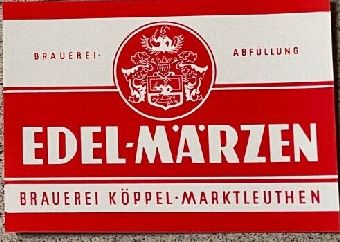 BRAUEREI- ABFÜLLUNG
EDEL-MÄRZEN
BRAUEREI KÖPPEL-MARKTLEUTHEN